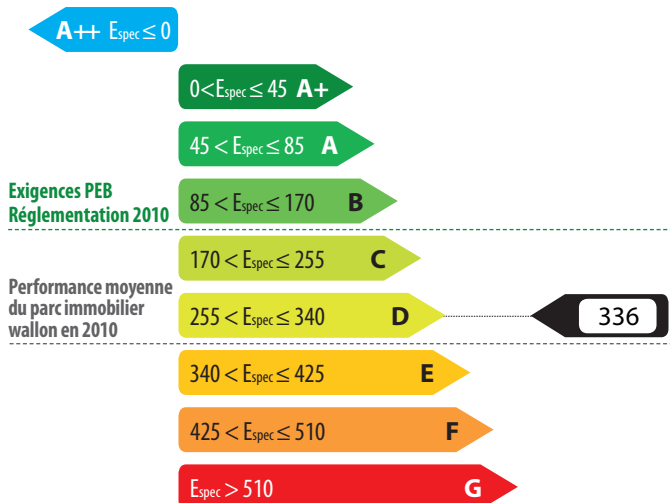 A++ Espec ≤ 0
0 < Espec ≤ 45 A+
45 < Espec ≤ 85 A
Exigences PEB
Réglementation 2010
85 < Espec ≤ 170 B
170 < Espec ≤ 255 C
Performance moyenne
du parc immobilier
wallon en 2010
255 < Espec ≤ 340 D
336
340 < Espec ≤ 425 E
425 < Espec ≤ 510 F
Espec > 510 G